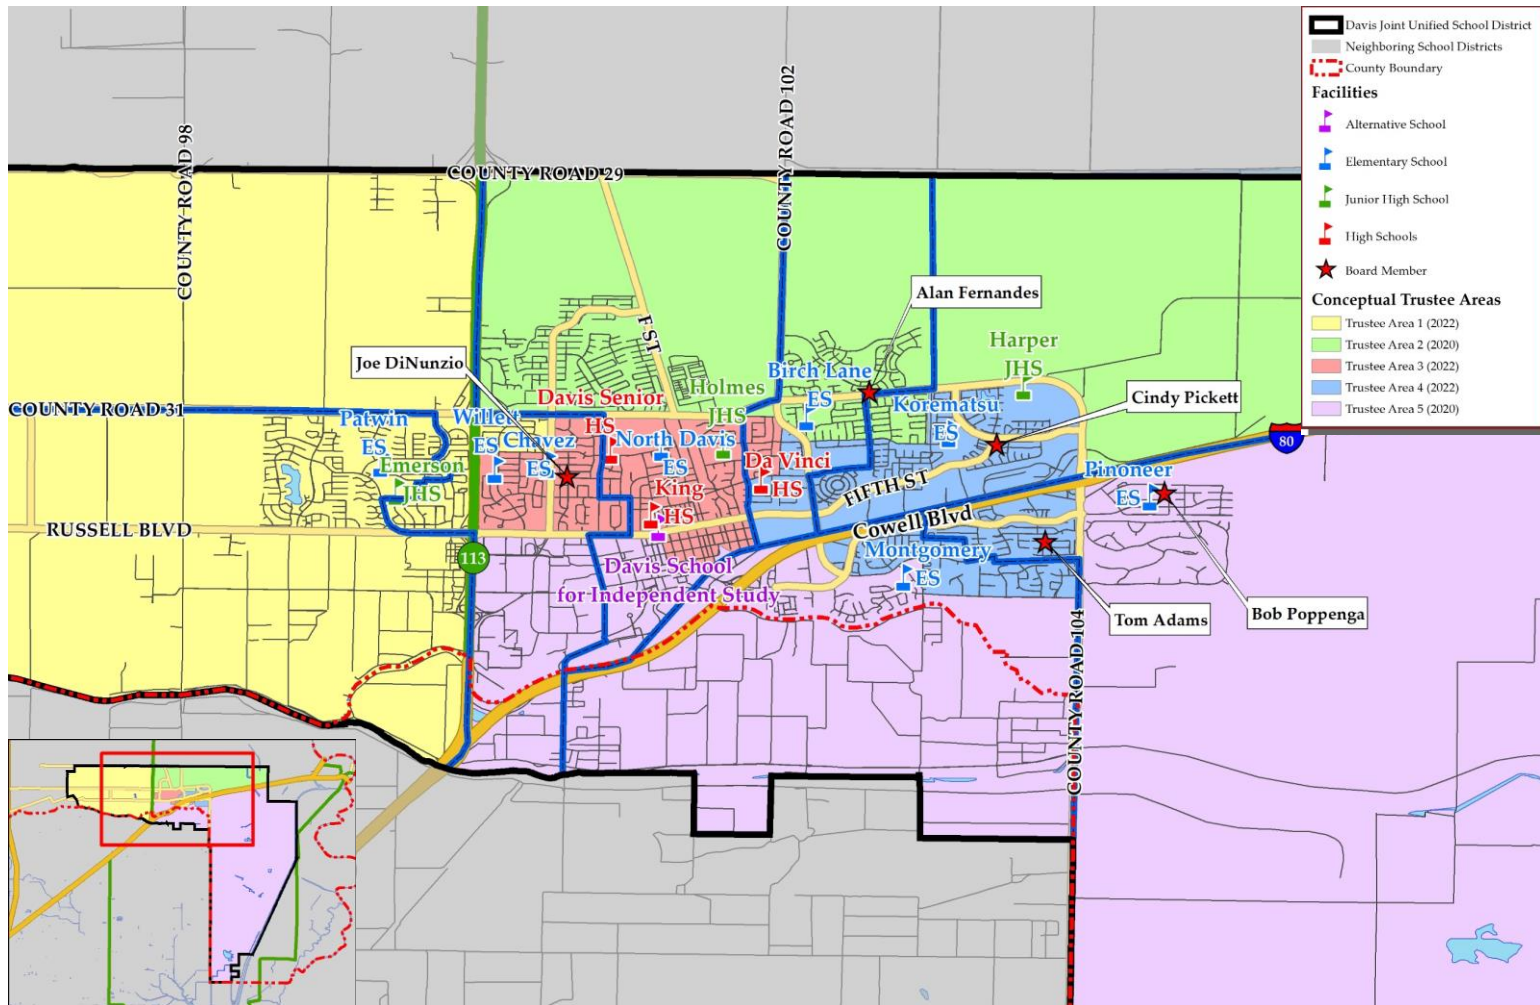 COUNTY ROAD 98
COUNTY ROAD 29
COUNTY ROAD 102
Davis Joint Unified School District
Neighboring School Districts
County Boundary
Facilities
Alternative School
Elementary School
Junior High School
High Schools
Board Member
Conceptual Trustee Areas
Trustee Area 1 (2022)
Trustee Area 2 (2020)
Trustee Area 3 (2022)
Trustee Area 4 (2022)
Trustee Area 5 (2020)
80
Alan Fernandes
F ST
Joe DiNunzio
Harper
JHS
Birch Lane
ES
Holmes
JHS
Cindy Pickett
COUNTY ROAD 31
Patwin
ES
Willett
ES
Davis Senior
HS
Korematsu
ES
Chavez
ES
North Davis
ES
Emerson
JHS
Da Vinci
HS
Pinoneer
ES
King
HS
FIFTH ST
RUSSELL BLVD
Cowell Blvd
113
Montgomery
ES
Davis School
for Independent Study
Tom Adams
Bob Poppenga
COUNTY ROAD 104